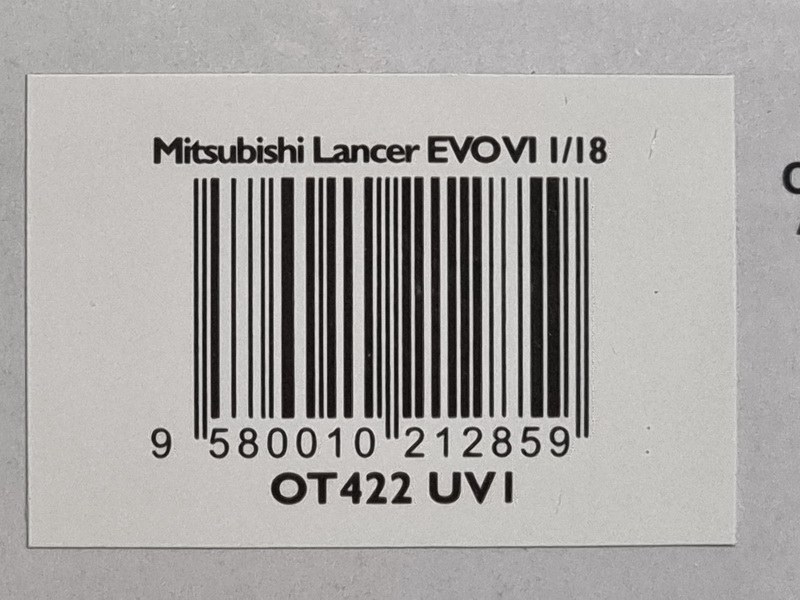 Mitsubishi Lancer EVO VI 1/18
9 580010 212859
OT422 UV1